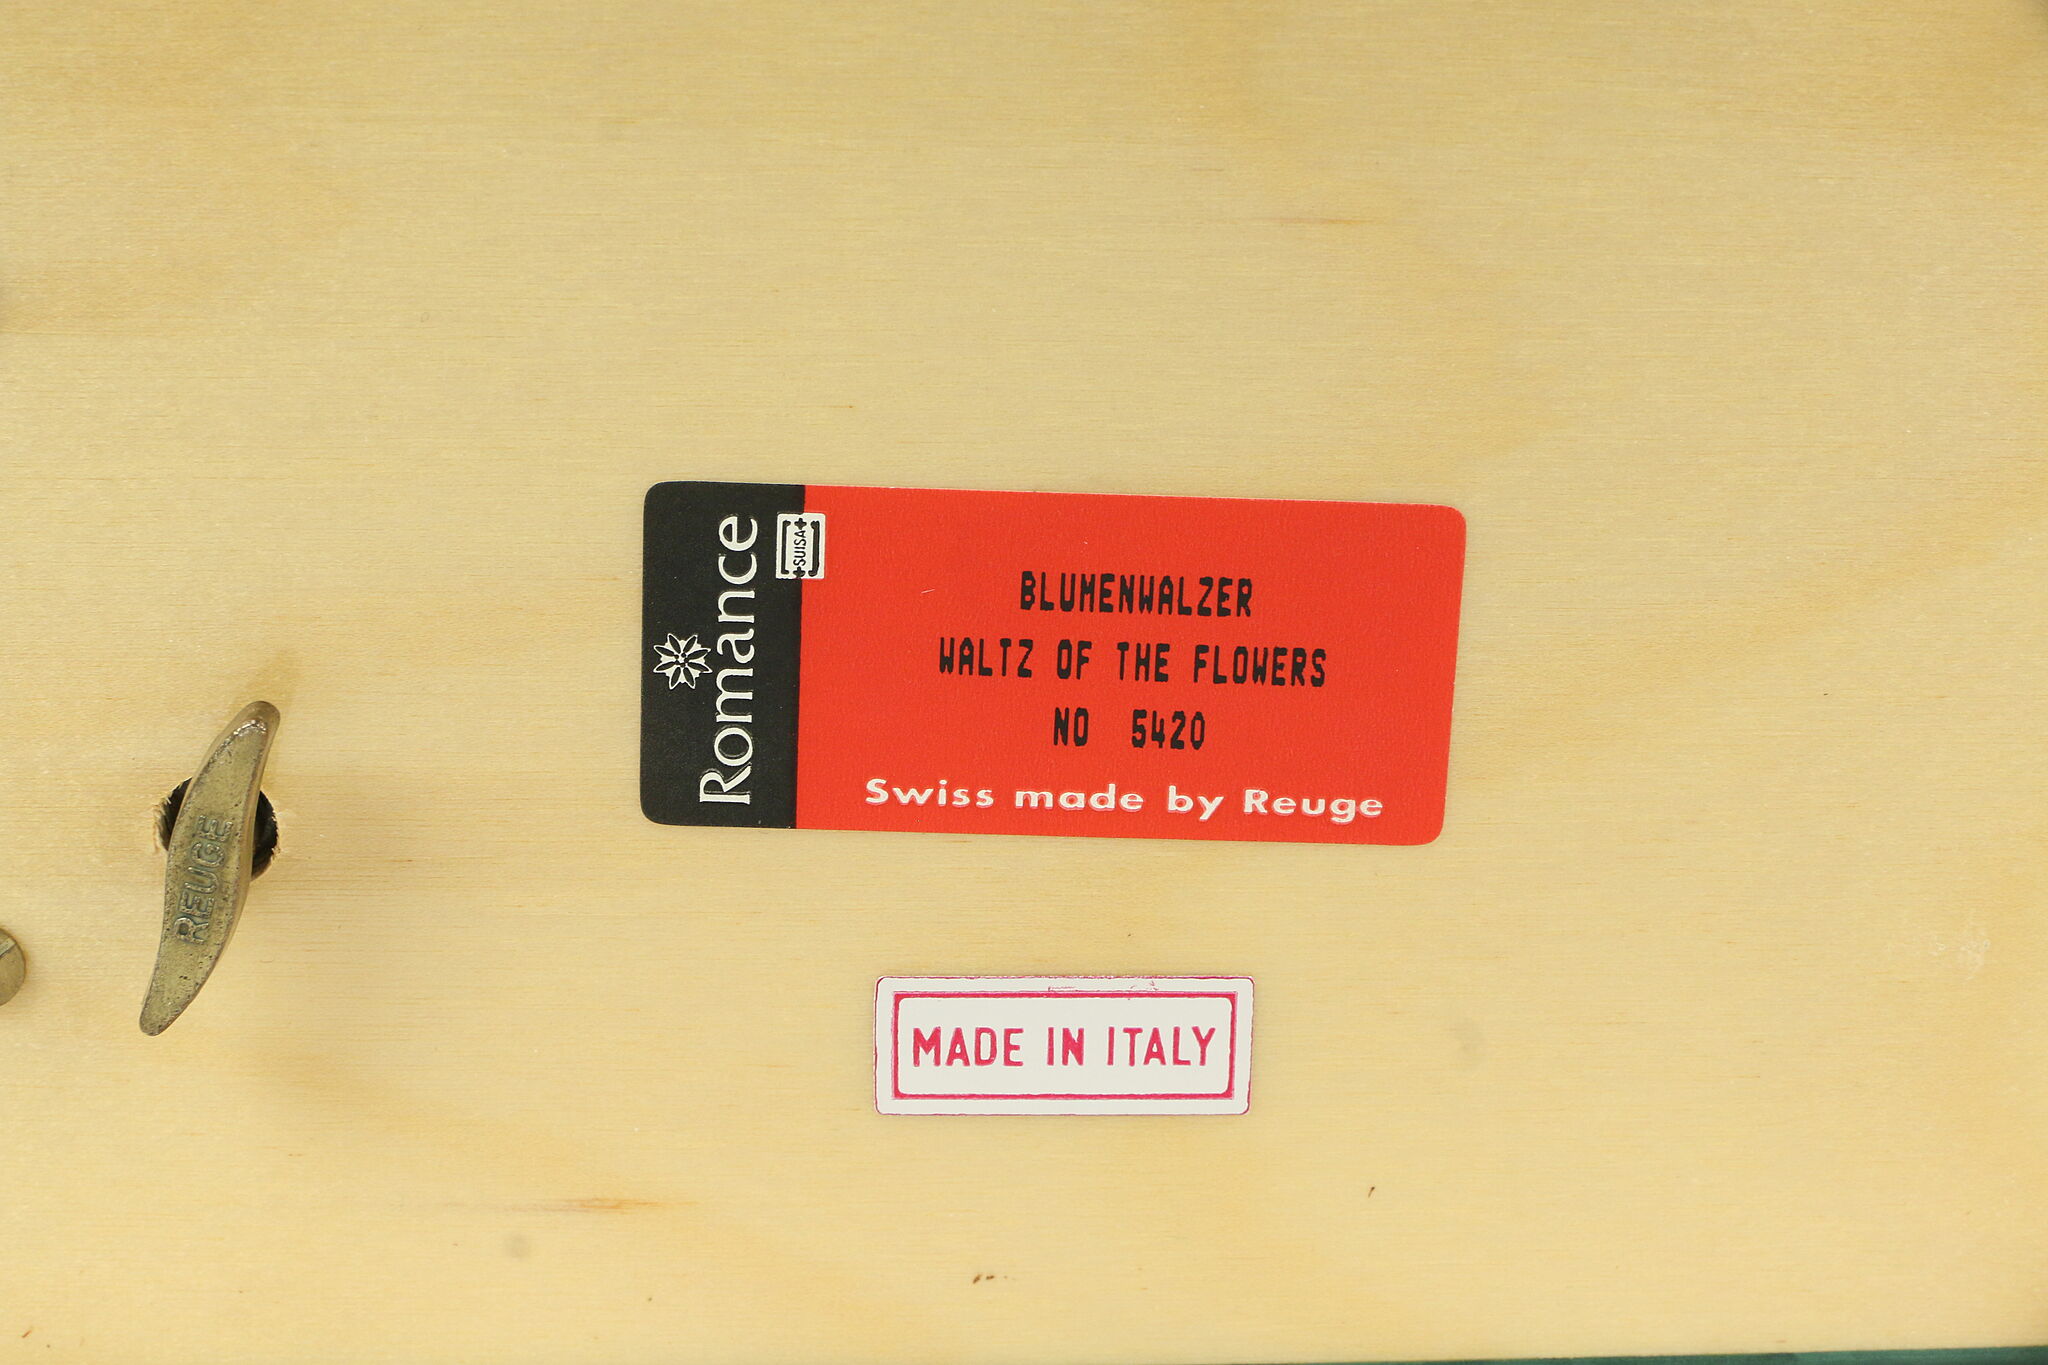 Romance
SUISA
BLUMENWALZER
WALTZ OF THE FLOWERS
NO 5420
Swiss made by Reuge
REUGE
MADE IN ITALY